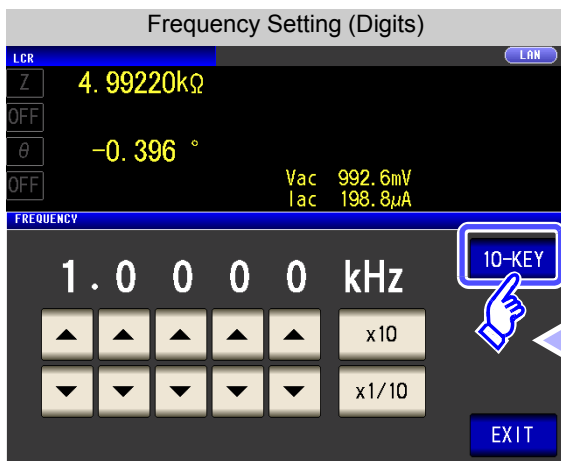 Frequency Setting (Digits)
LCR LAN
Z 4.99220kΩ
OFF
θ -0.396 °
OFF Vac 992.6mV
Iac 198.8μA
FREQUENCY
10-KEY
1.0 0 0 0 kHz
x10
x1/10
EXIT